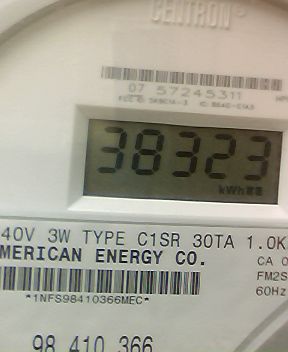 CENTRON®
07 57245311
38323
kWh
40V 3W TYPE C1SR 30TA 1.0K
MERICAN ENERGY CO.
CA 0
FM2S
60Hz
*1NFS98410366MEC*
98 410 366